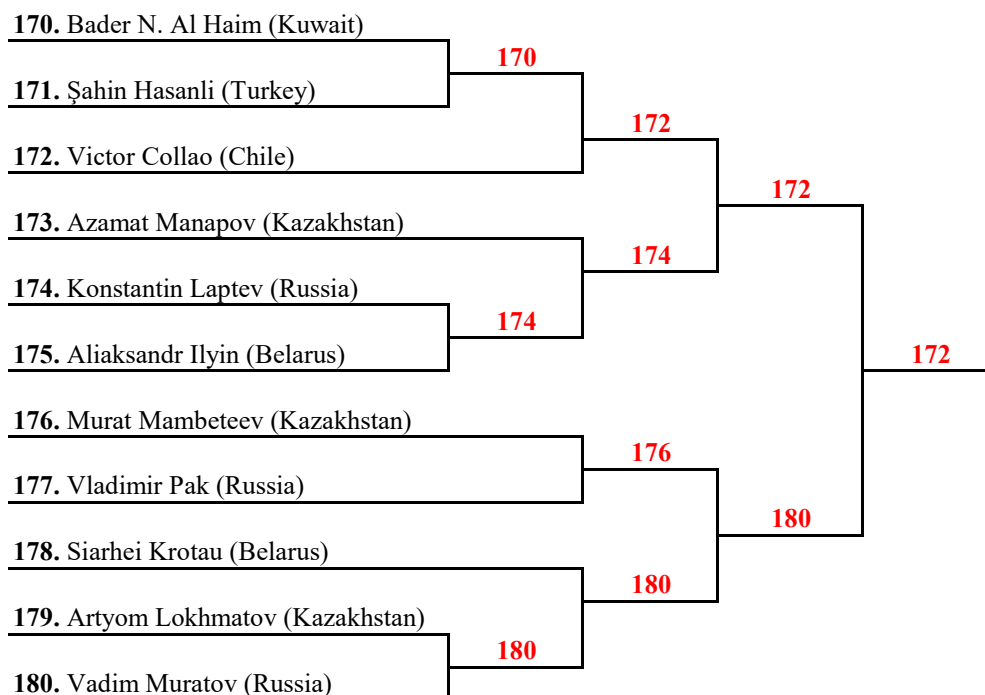 170. Bader N. Al Haim (Kuwait)
170
171. Şahin Hasanli (Turkey)
172
172. Victor Collao (Chile)
172
173. Azamat Manapov (Kazakhstan)
174
174. Konstantin Laptev (Russia)
174
175. Aliaksandr Ilyin (Belarus)
172
176. Murat Mambeteev (Kazakhstan)
176
177. Vladimir Pak (Russia)
180
178. Siarhei Krotau (Belarus)
180
179. Artyom Lokhmatov (Kazakhstan)
180
180. Vadim Muratov (Russia)